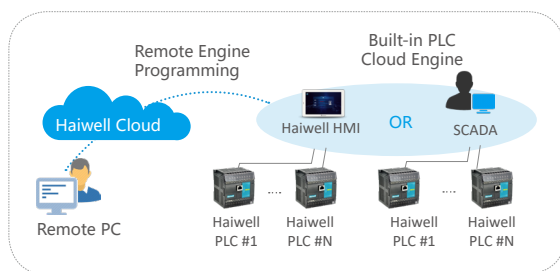 Remote Engine
Programming
Built-in PLC
Cloud Engine
Haiwell Cloud
Haiwell HMI
OR
SCADA
Remote PC
Haiwell
PLC #1
Haiwell
PLC #N
Haiwell
PLC #1
Haiwell
PLC #N